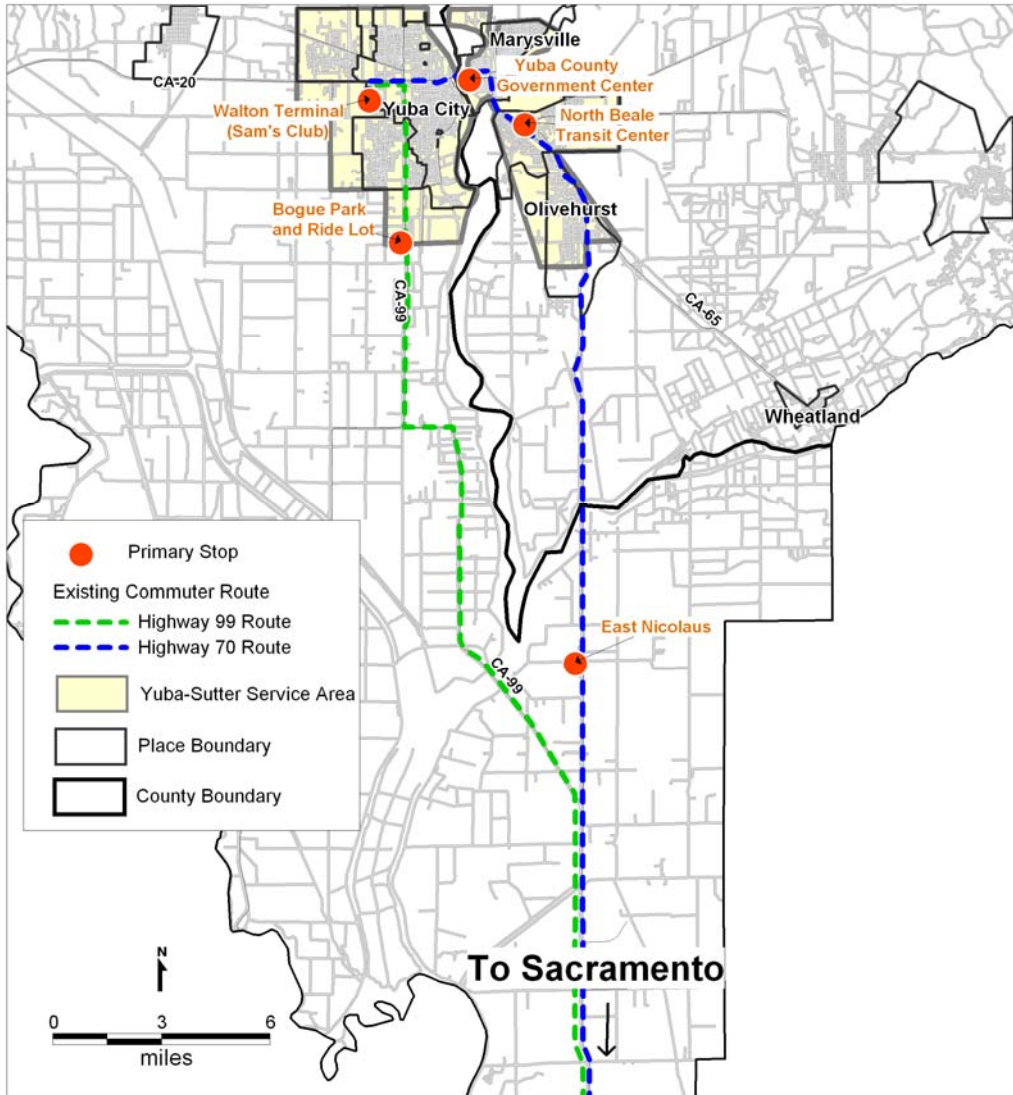 Marysville
CA-20
Yuba County
Government Center
Walton Terminal
(Sam's Club)
Yuba City
North Beale
Transit Center
Bogue Park
and Ride Lot
Olivehurst
CA-99
CA-65
Wheatland
Primary Stop
Existing Commuter Route
Highway 99 Route
Highway 70 Route
Yuba-Sutter Service Area
Place Boundary
County Boundary
East Nicolaus
CA-99
To Sacramento
N
0 3 6
miles